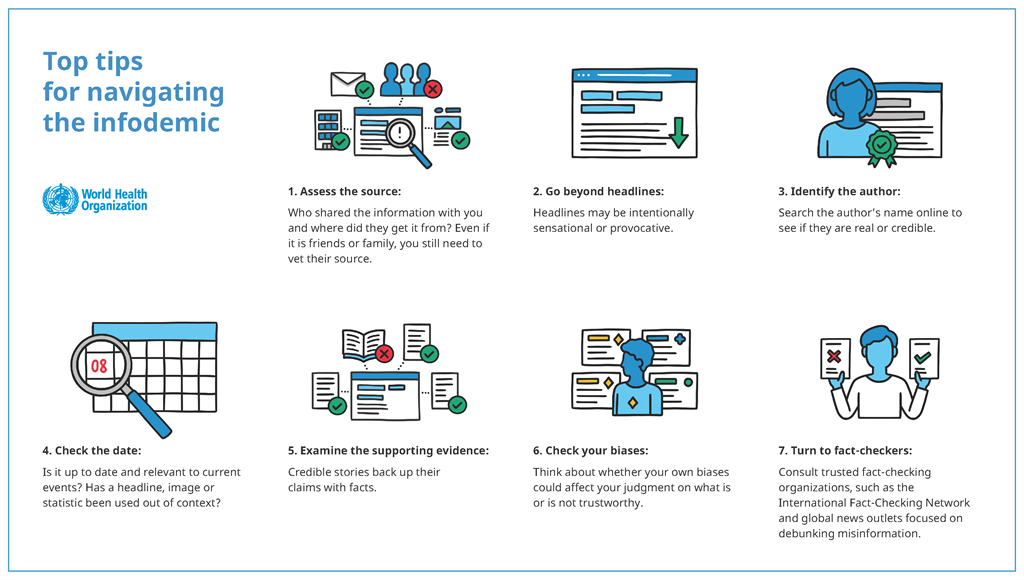 Top tips
for navigating
the infodemic
World Health
Organization
1. Assess the source:
Who shared the information with you
and where did they get it from? Even if
it is friends or family, you still need to
vet their source.
2. Go beyond headlines:
Headlines may be intentionally
sensational or provocative.
3. Identify the author:
Search the author's name online to
see if they are real or credible.
08
4. Check the date:
Is it up to date and relevant to current
events? Has a headline, image or
statistic been used out of context?
5. Examine the supporting evidence:
Credible stories back up their
claims with facts.
6. Check your biases:
Think about whether your own biases
could affect your judgment on what is
or is not trustworthy.
7. Turn to fact-checkers:
Consult trusted fact-checking
organizations, such as the
International Fact-Checking Network
and global news outlets focused on
debunking misinformation.